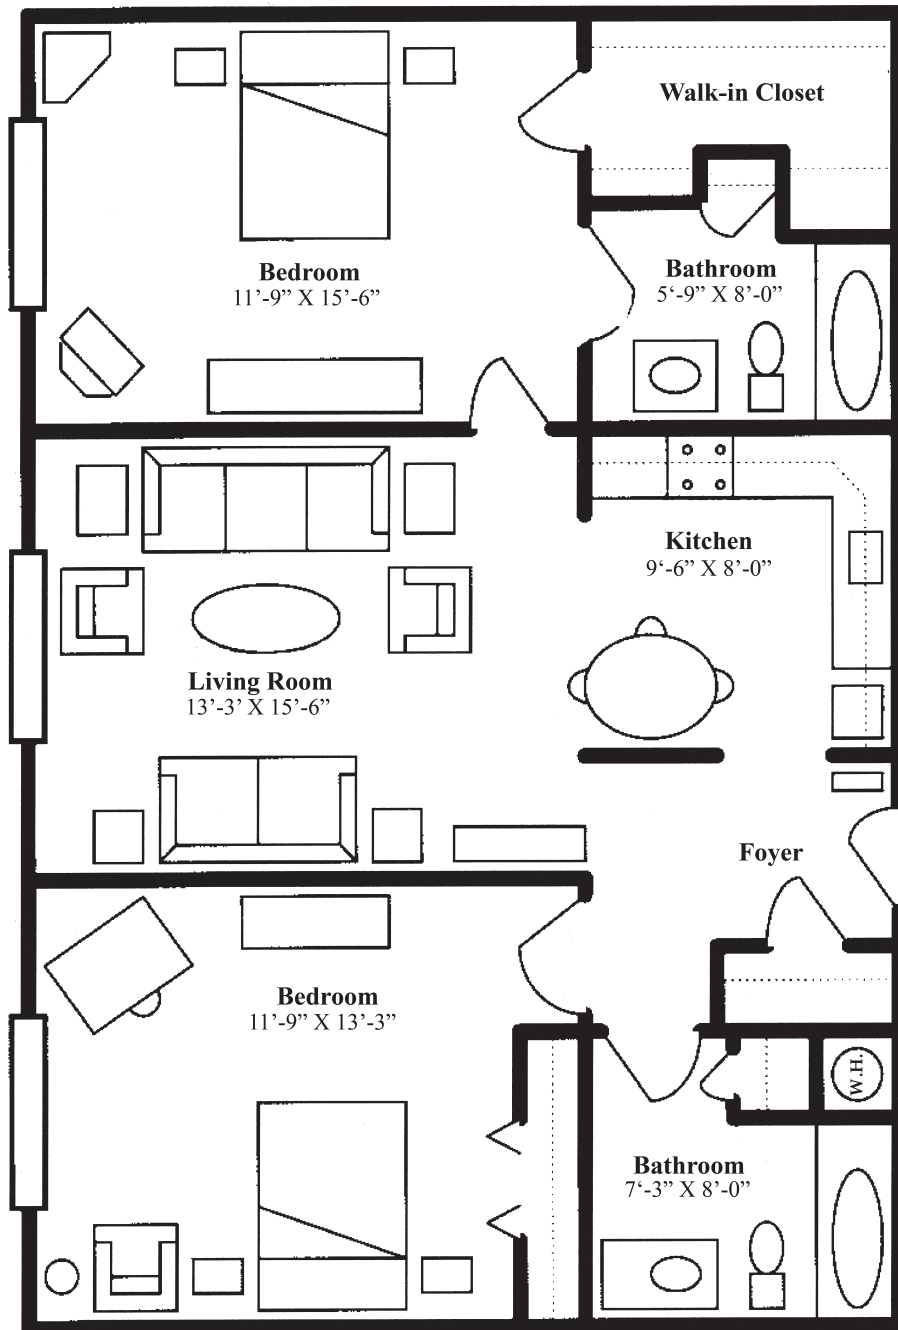 Walk-in Closet
Bedroom
11’-9” X 15’-6”
Bathroom
5‘-9” X 8’-0”
Kitchen
9‘-6” X 8’-0”
Living Room
13’-3’ X 15’-6”
Foyer
Bedroom
11’-9” X 13’-3”
W.H.
Bathroom
7‘-3” X 8’-0”